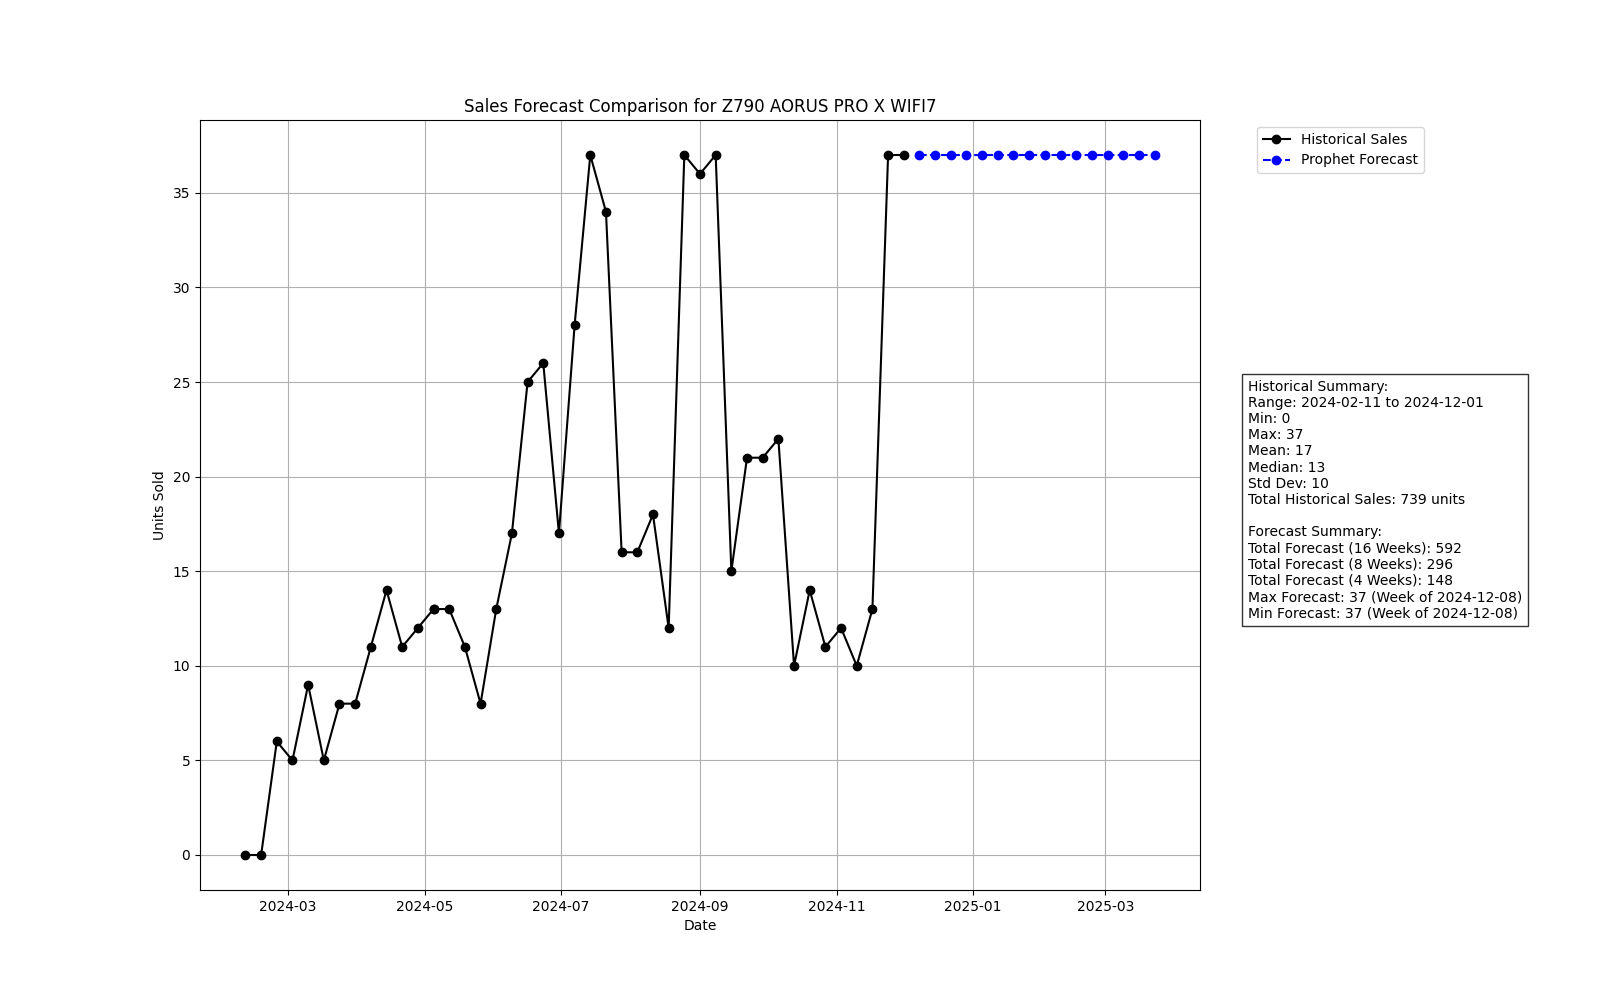 Sales Forecast Comparison for Z790 AORUS PRO X WIFI7
Historical Sales
Prophet Forecast
35
30
25
20
15
10
5
0
Units Sold
2024-03
2024-05
2024-07
2024-09
2024-11
2025-01
2025-03
Date
Historical Summary:
Range: 2024-02-11 to 2024-12-01
Min: 0
Max: 37
Mean: 17
Median: 13
Std Dev: 10
Total Historical Sales: 739 units
Forecast Summary:
Total Forecast (16 Weeks): 592
Total Forecast (8 Weeks): 296
Total Forecast (4 Weeks): 148
Max Forecast: 37 (Week of 2024-12-08)
Min Forecast: 37 (Week of 2024-12-08)